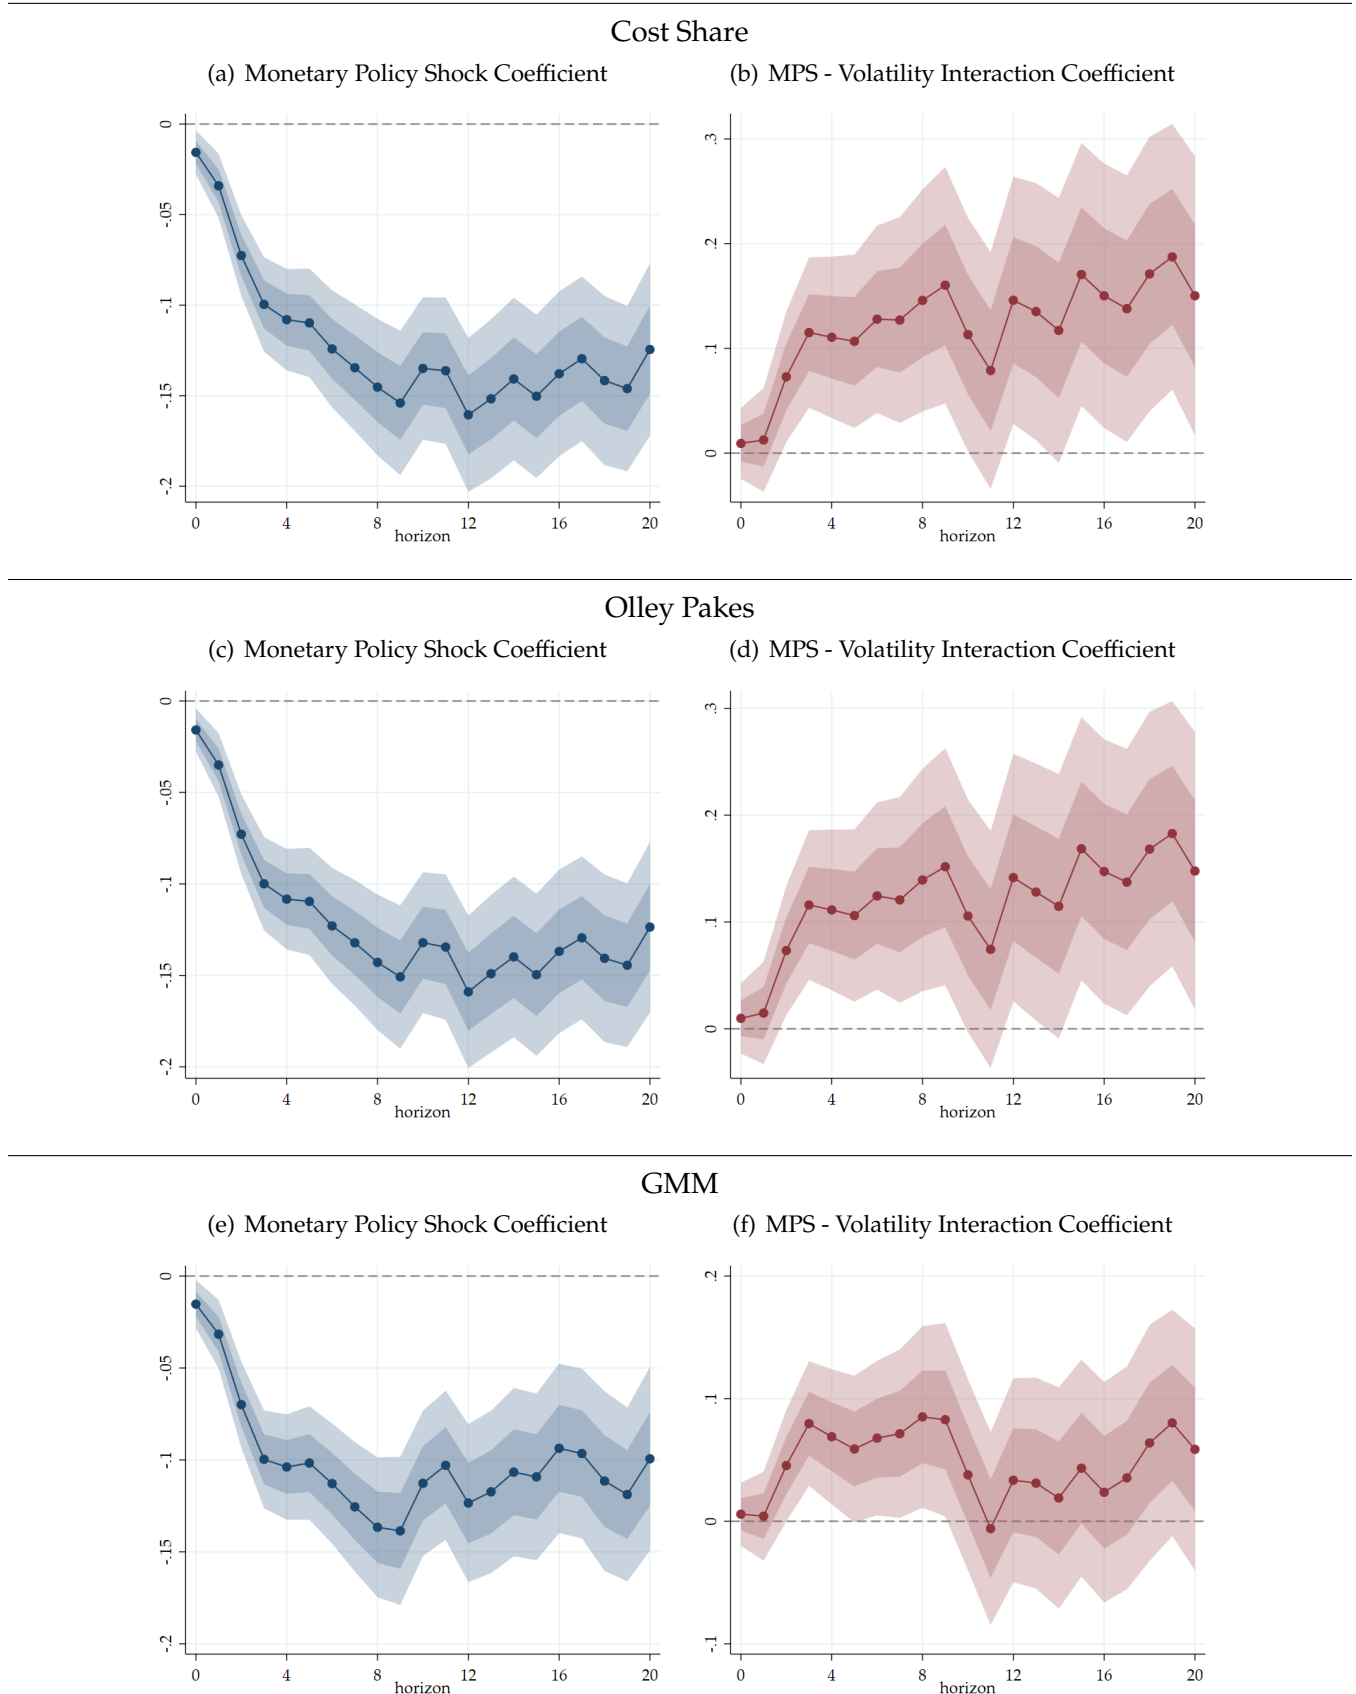 Cost Share
(a) Monetary Policy Shock Coefficient
(b) MPS - Volatility Interaction Coefficient
0
-.05
-.1
-.15
-.2
0 4 8 12 16 20
horizon
.3
.2
.1
0
0 4 8 12 16 20
horizon
Olley Pakes
(c) Monetary Policy Shock Coefficient
(d) MPS - Volatility Interaction Coefficient
0
-.05
-.1
-.15
-.2
0 4 8 12 16 20
horizon
.3
.2
.1
0
0 4 8 12 16 20
horizon
GMM
(e) Monetary Policy Shock Coefficient
(f) MPS - Volatility Interaction Coefficient
0
-.05
-.1
-.15
-.2
0 4 8 12 16 20
horizon
.2
.1
0
-.1
0 4 8 12 16 20
horizon